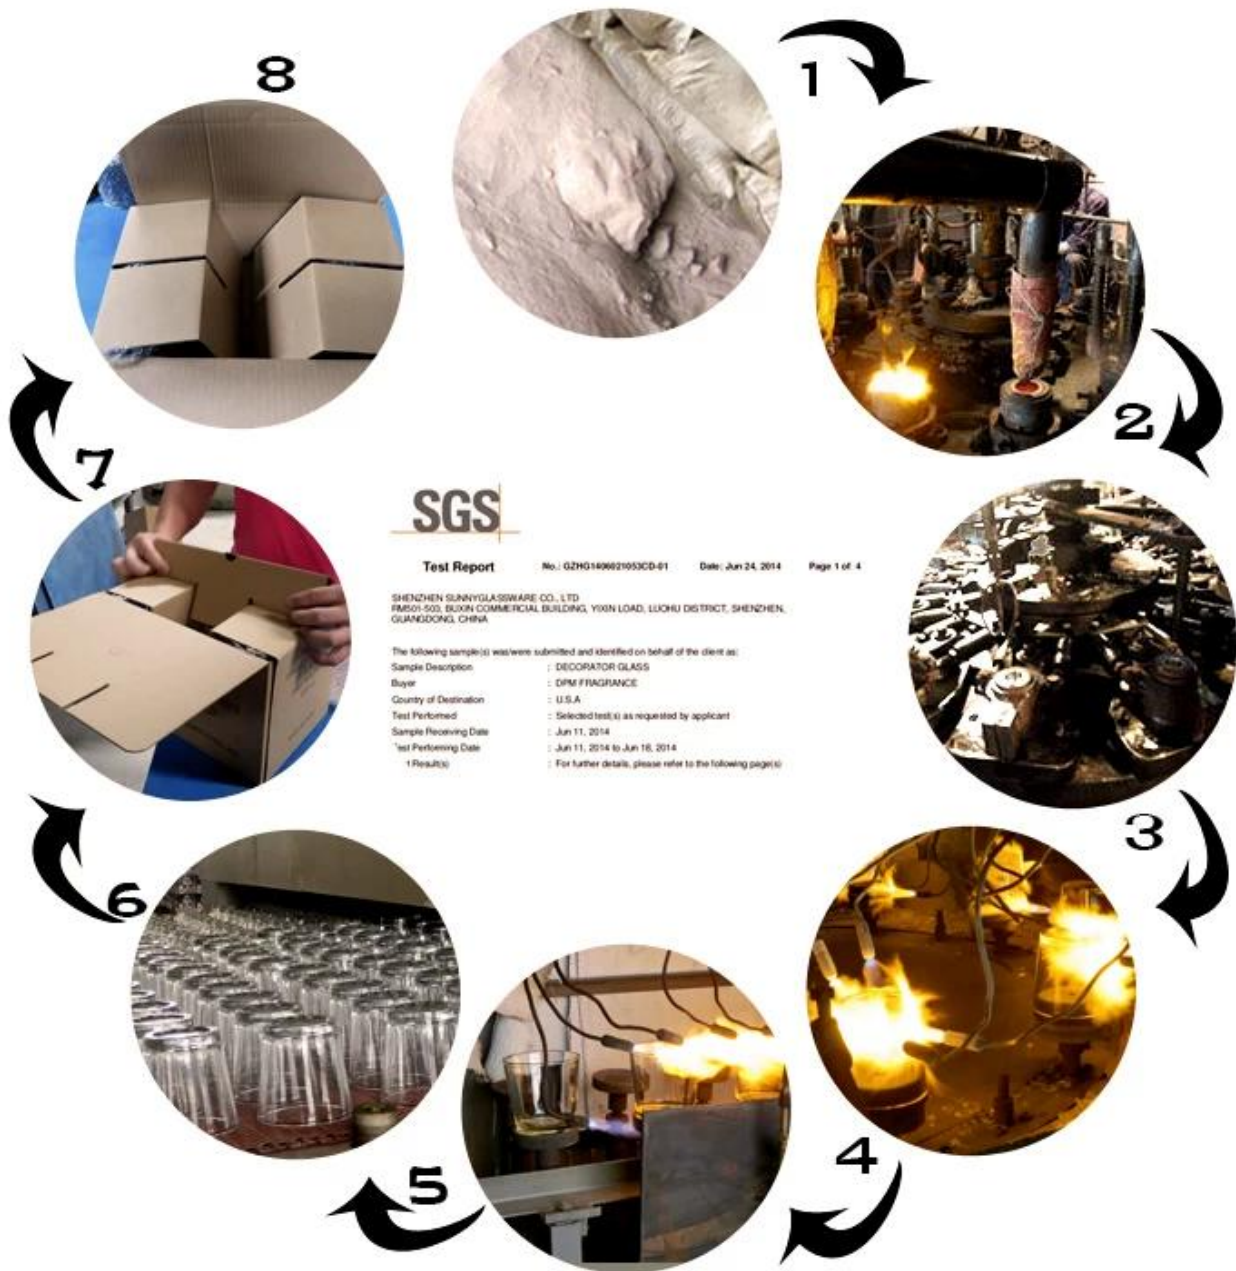 8
1
2
7
SGS
Test Report No.: GZHG1406021053CD-01 Date: Jun 24, 2014 Page 1 of 4
SHENZHEN SUNNYGLASSWARE CO., LTD
RM501-503, BUXIN COMMERCIAL BUILDING, YIXIN LOAD, LUOHU DISTRICT, SHENZHEN,
GUANGDONG, CHINA
The following sample(s) was/were submitted and identified on behalf of the client as:
Sample Description : DECORATOR GLASS
Buyer : DPM FRAGRANCE
Country of Destination : U.S.A
Test Performed : Selected test(s) as requested by applicant
Sample Receiving Date : Jun 11, 2014
est Performing Date : Jun 11, 2014 to Jun 18, 2014
t Result(s) : For further details, please refer to the following page(s)
3
6
4
5